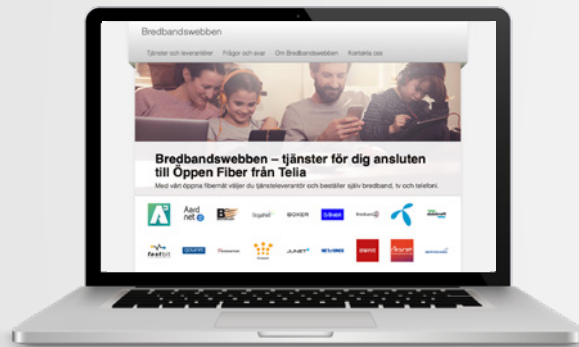 Bredbandswebben
Tjänster och leverantörer Frågor och svar Om Bredbandswebben Kontakta oss
Bredbandswebben – tjänster för dig ansluten
till Öppen Fiber från Telia
Med vårt öppna fibernät väljer du tjänsteleverantör och beställer själv bredband, tv och telefoni.
Aard
net
BOXER
fastbit
JUNET